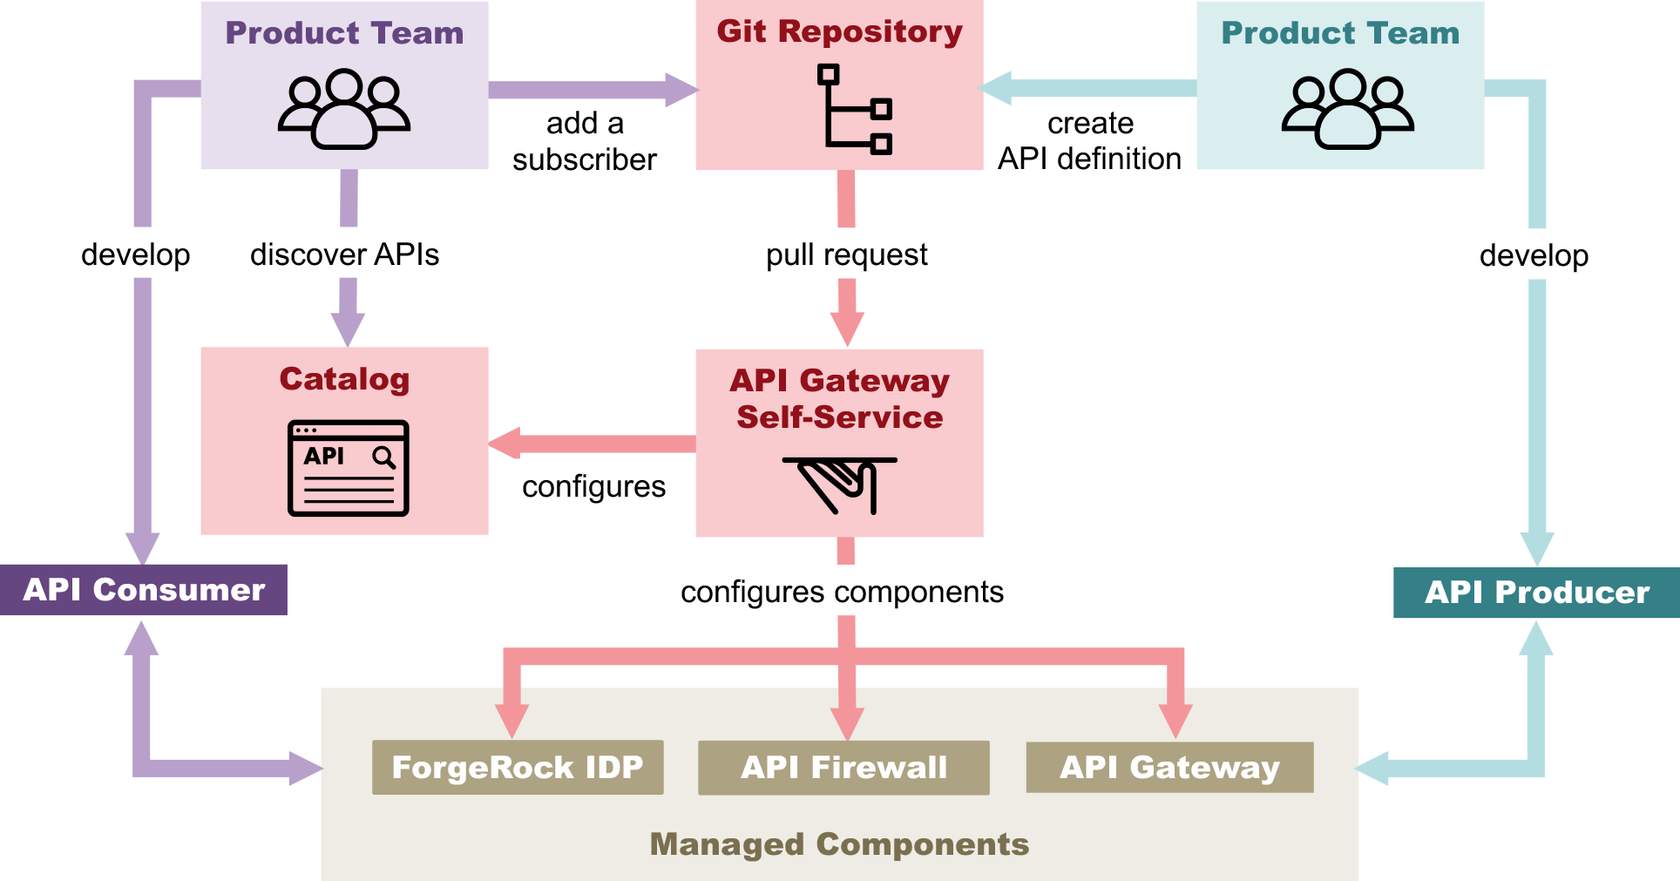 Product Team
Git Repository
Product Team
add a
subscriber
create
API definition
develop
discover APIs
pull request
develop
Catalog
API
API Gateway
Self-Service
configures
API Consumer
configures components
API Producer
ForgeRock IDP
API Firewall
API Gateway
Managed Components